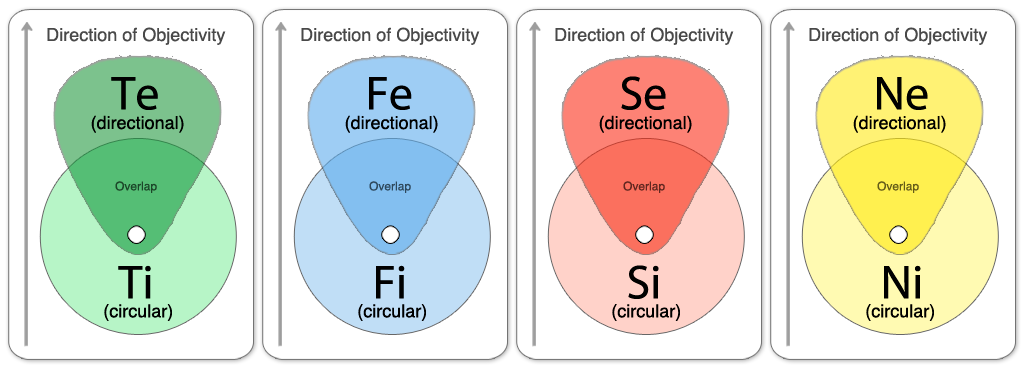 Direction of Objectivity
Te
(directional)
Overlap
Ti
(circular)
Direction of Objectivity
Fe
(directional)
Overlap
Fi
(circular)
Direction of Objectivity
Se
(directional)
Overlap
Si
(circular)
Direction of Objectivity
Ne
(directional)
Overlap
Ni
(circular)